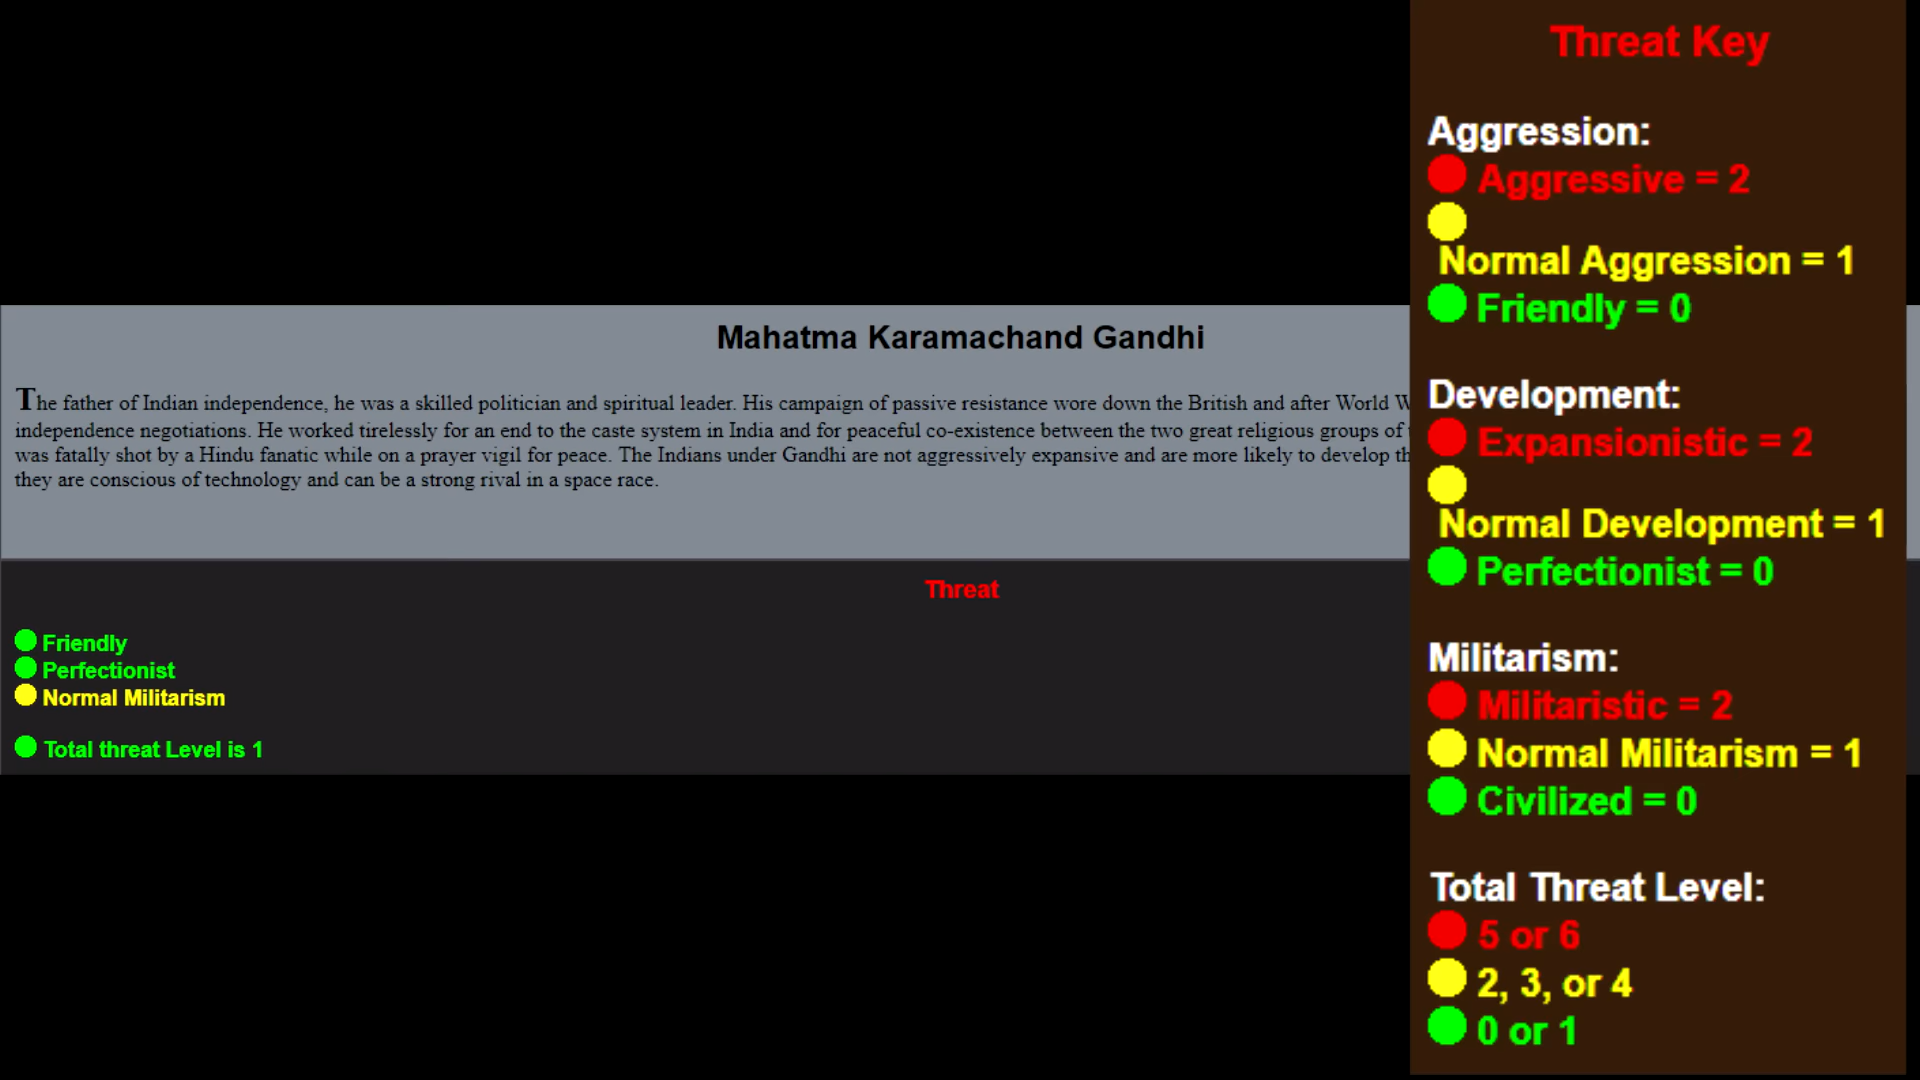 Mahatma Karamachand Gandhi
The father of Indian independence, he was a skilled politician and spiritual leader. His campaign of passive resistance wore down the British and after World
independence negotiations. He worked tirelessly for an end to the caste system in India and for peaceful co-existence between the two great religious groups of
was fatally shot by a Hindu fanatic while on a prayer vigil for peace. The Indians under Gandhi are not aggressively expansive and are more likely to develop
they are conscious of technology and can be a strong rival in a space race.
Threat
Friendly
Perfectionist
Normal Militarism
Total threat Level is 1
Threat Key
Aggression:
Aggressive = 2
Normal Aggression = 1
Friendly = 0
Development:
Expansionistic = 2
Normal Development = 1
Perfectionist = 0
Militarism:
Militaristic = 2
Normal Militarism = 1
Civilized = 0
Total Threat Level:
5 or 6
2, 3, or 4
0 or 1